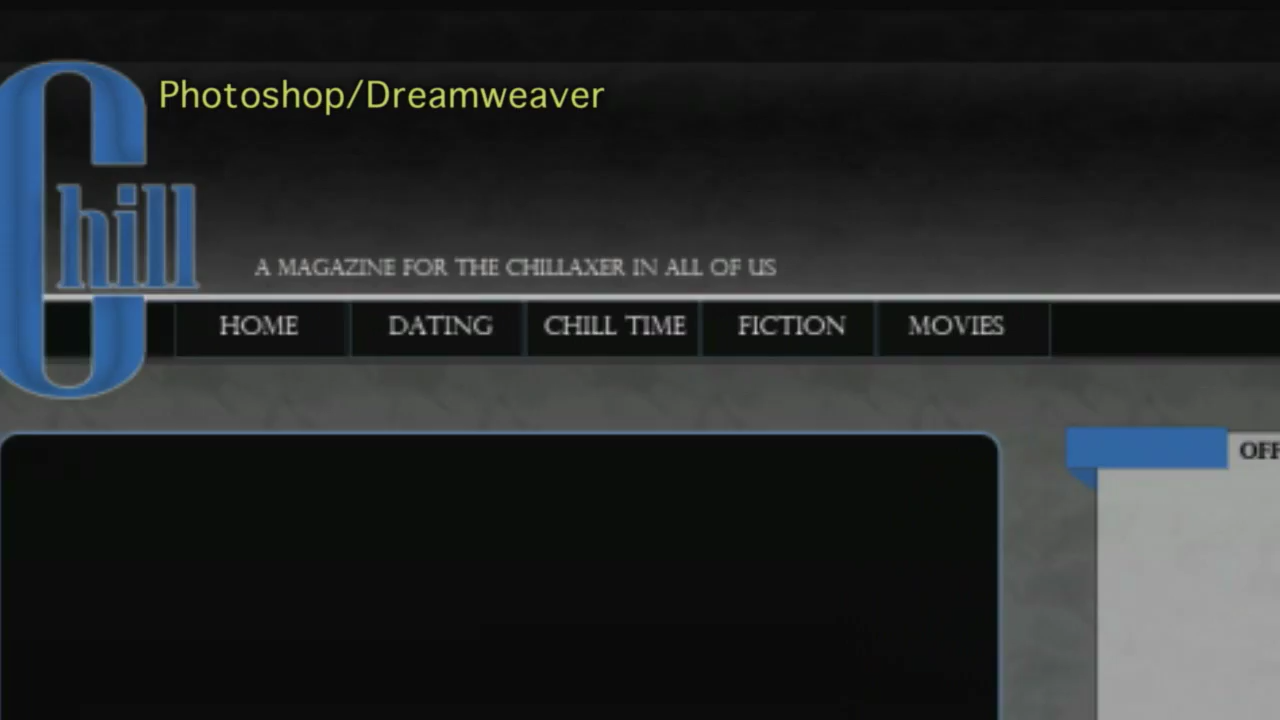 Photoshop/Dreamweaver
Chill
A MAGAZINE FOR THE CHILLAXER IN ALL OF US
HOME DATING CHILL TIME FICTION MOVIES